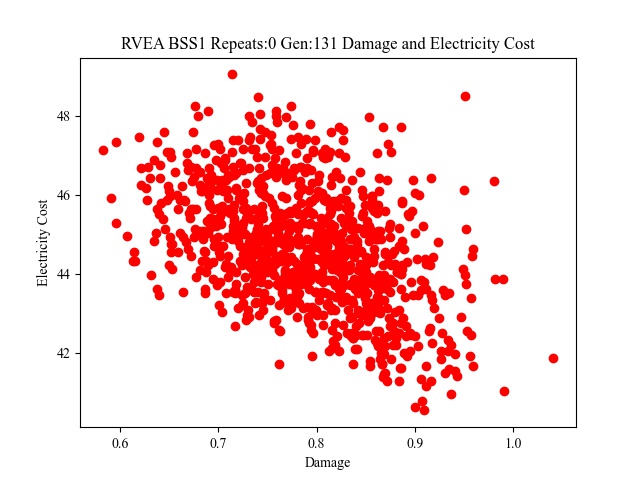 RVEA BSS1 Repeats:0 Gen:131 Damage and Electricity Cost
48
46
44
42
Electricity Cost
0.6 0.7 0.8 0.9 1.0
Damage